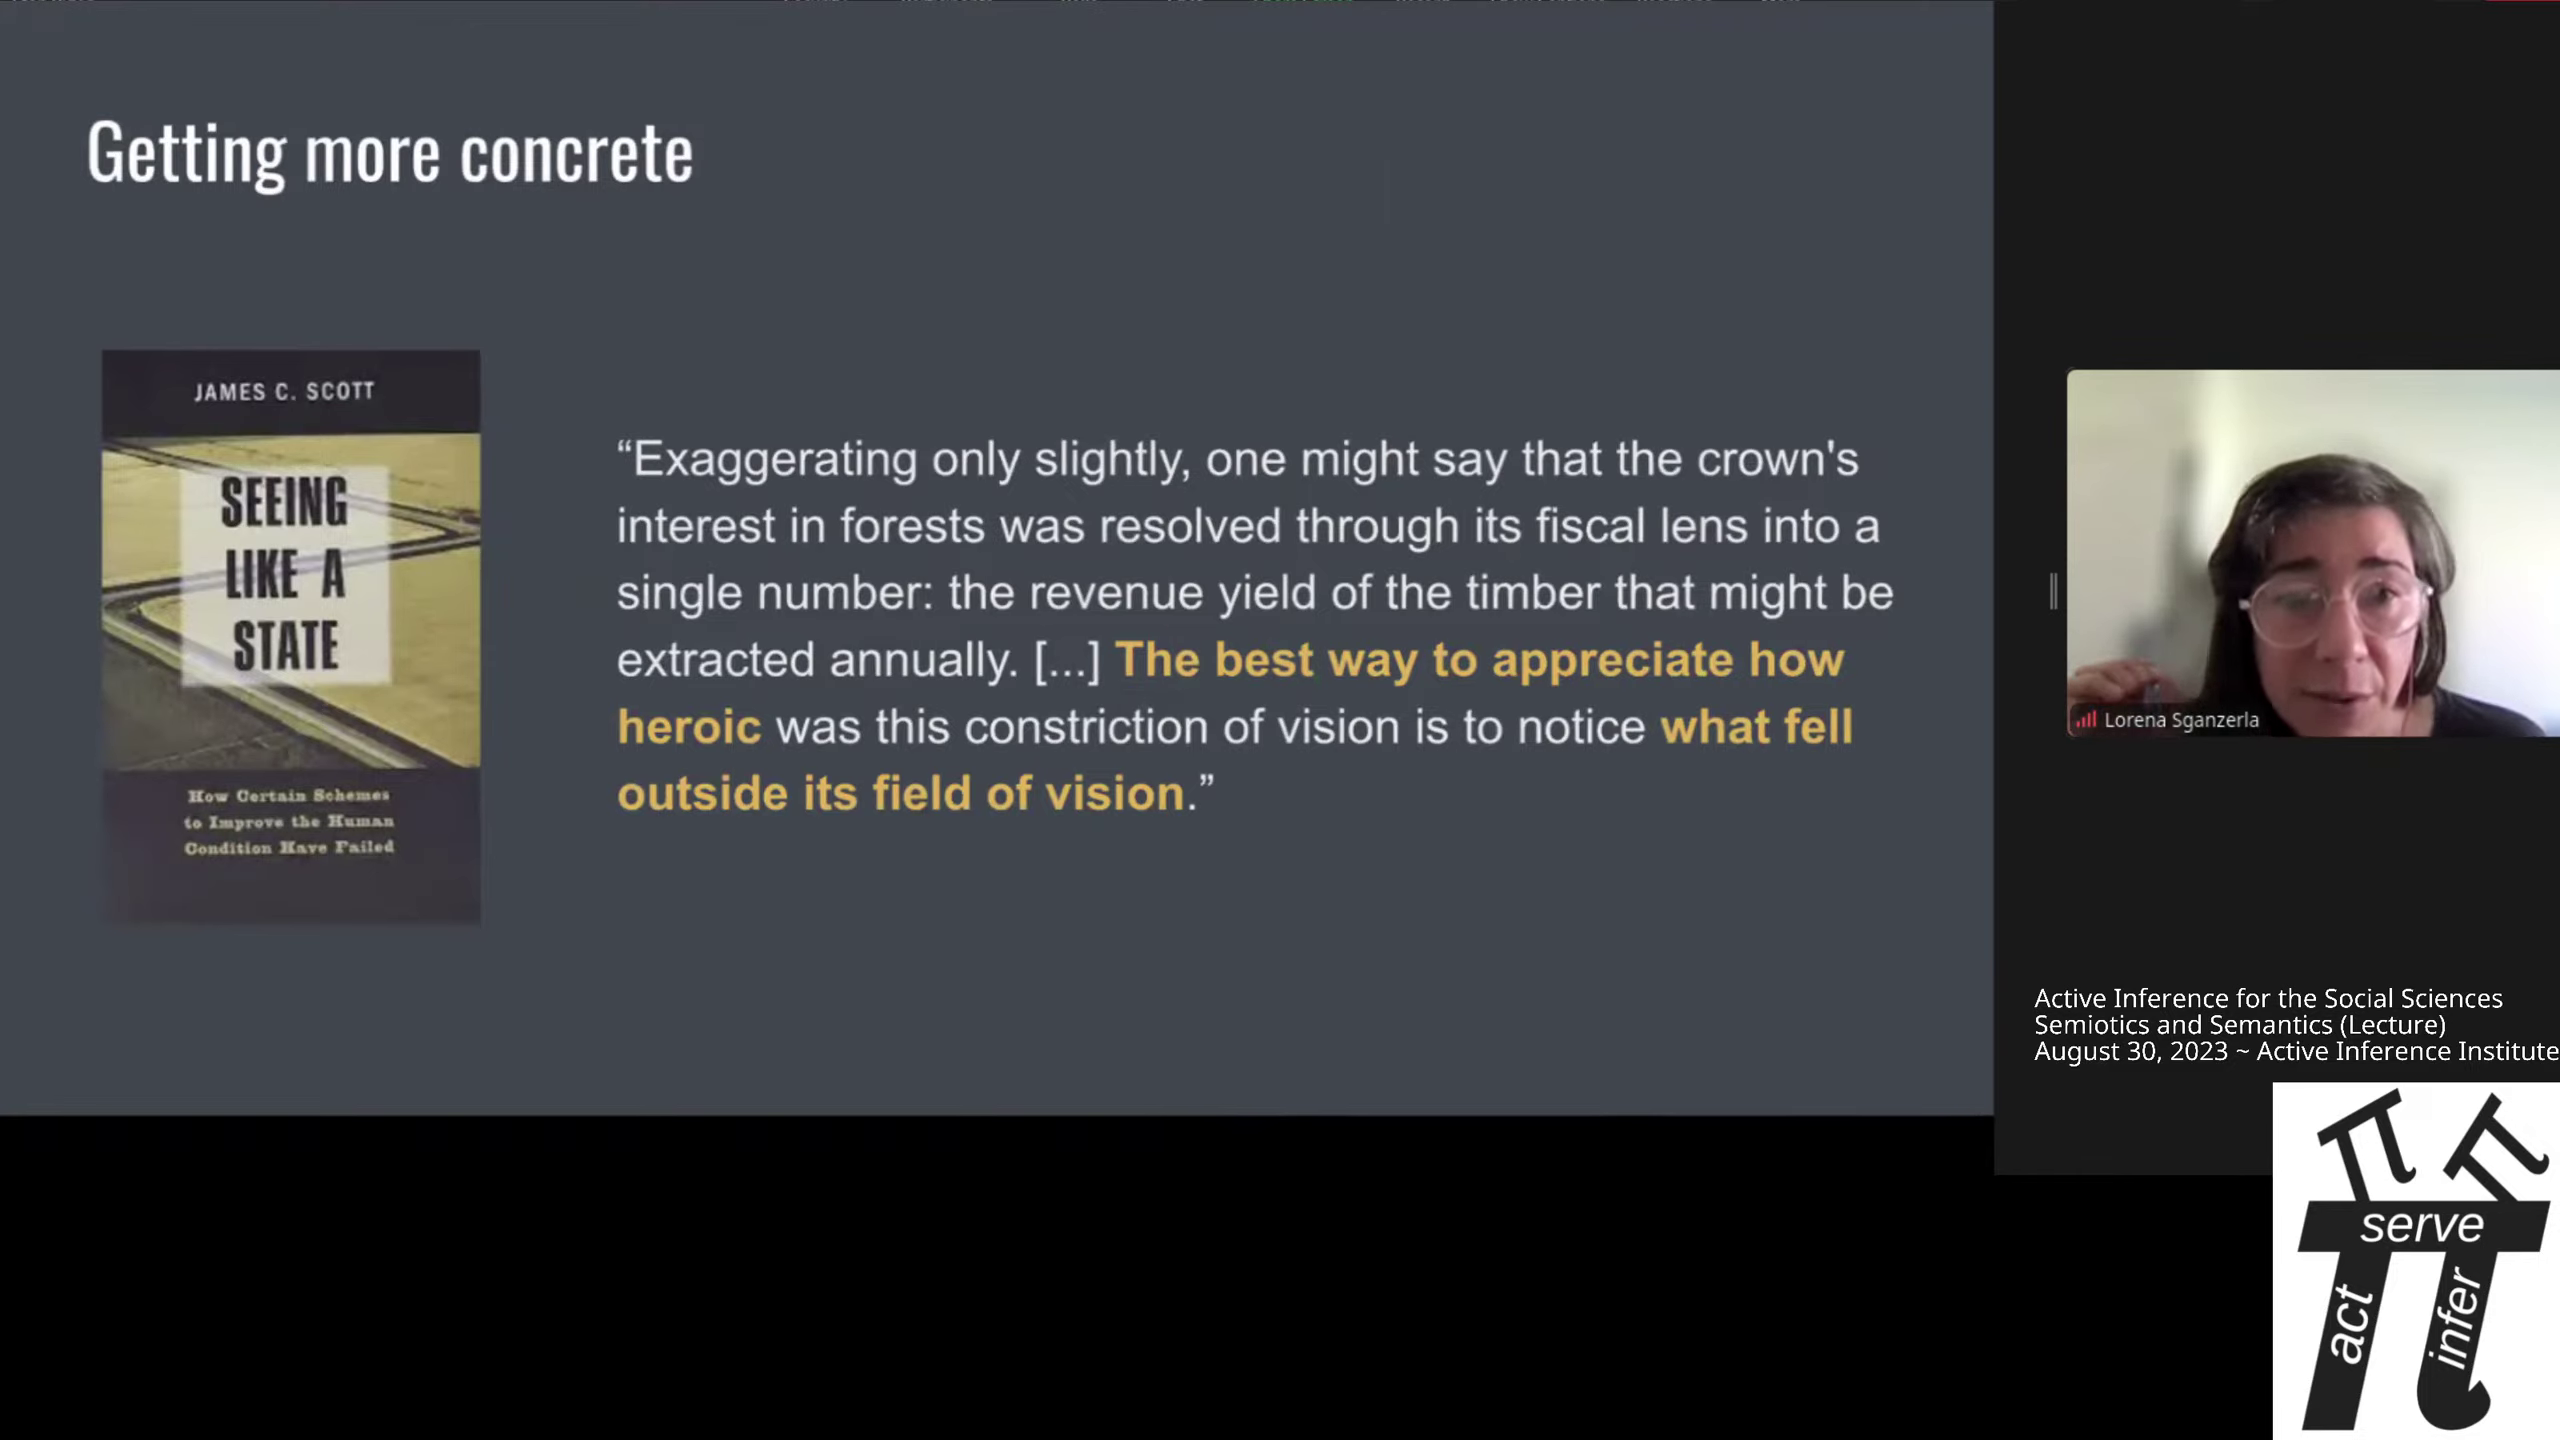 Getting more concrete
JAMES C. SCOTT
SEEING
LIKE A
STATE
How Certain Schemes
to Improve the Human
Condition Have Failed
“Exaggerating only slightly, one might say that the crown's
interest in forests was resolved through its fiscal lens into a
single number: the revenue yield of the timber that might be
extracted annually. [...] The best way to appreciate how
heroic was this constriction of vision is to notice what fell
outside its field of vision.”
Lorena Sganzerla
Active Inference for the Social Sciences
Semiotics and Semantics (Lecture)
August 30, 2023 ~ Active Inference Institute
serve
act
infer